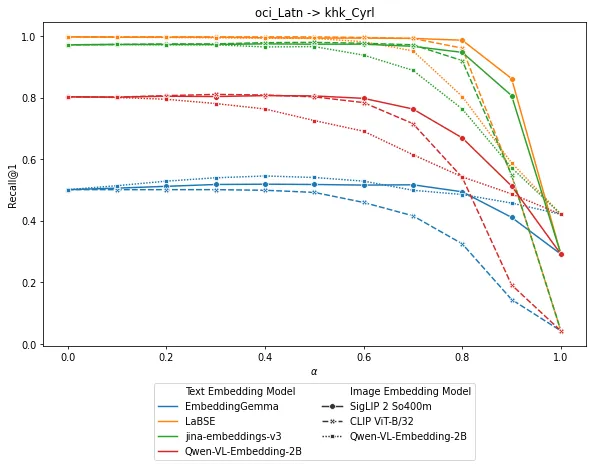 oci_Latn -> khk_Cyrl
Recall@1
1.0
0.8
0.6
0.4
0.2
0.0
0.0 0.2 0.4 0.6 0.8 1.0
α
Text Embedding Model
EmbeddingGemma
LaBSE
jina-embeddings-v3
Qwen-VL-Embedding-2B
Image Embedding Model
SigLIP 2 So400m
CLIP ViT-B/32
Qwen-VL-Embedding-2B